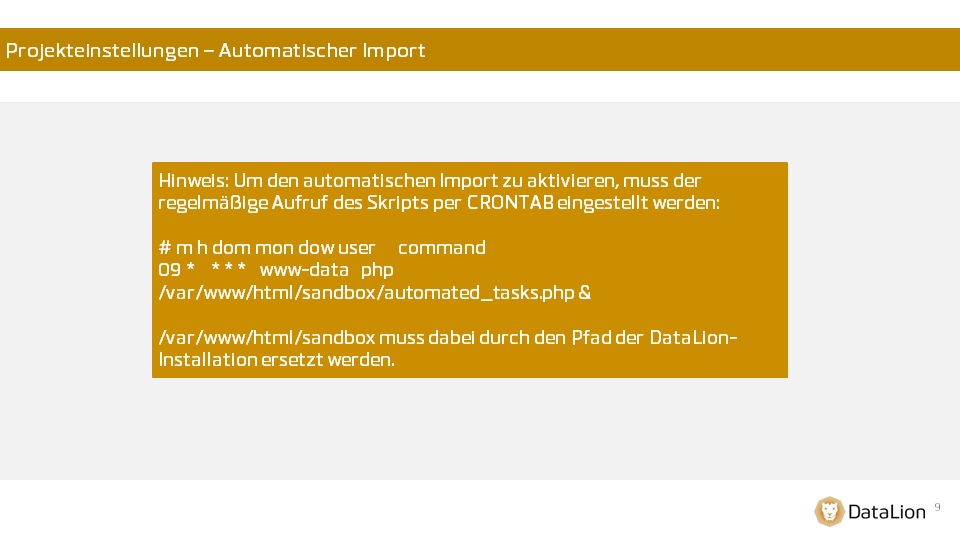 Projekteinstellungen – Automatischer Import
Hinweis: Um den automatischen Import zu aktivieren, muss der
regelmäßige Aufruf des Skripts per CRONTAB eingestellt werden:
# m h dom mon dow user command
09 * * * * www-data php
/var/www/html/sandbox/automated_tasks.php &
/var/www/html/sandbox muss dabei durch den Pfad der DataLion-
Installation ersetzt werden.
DataLion 9